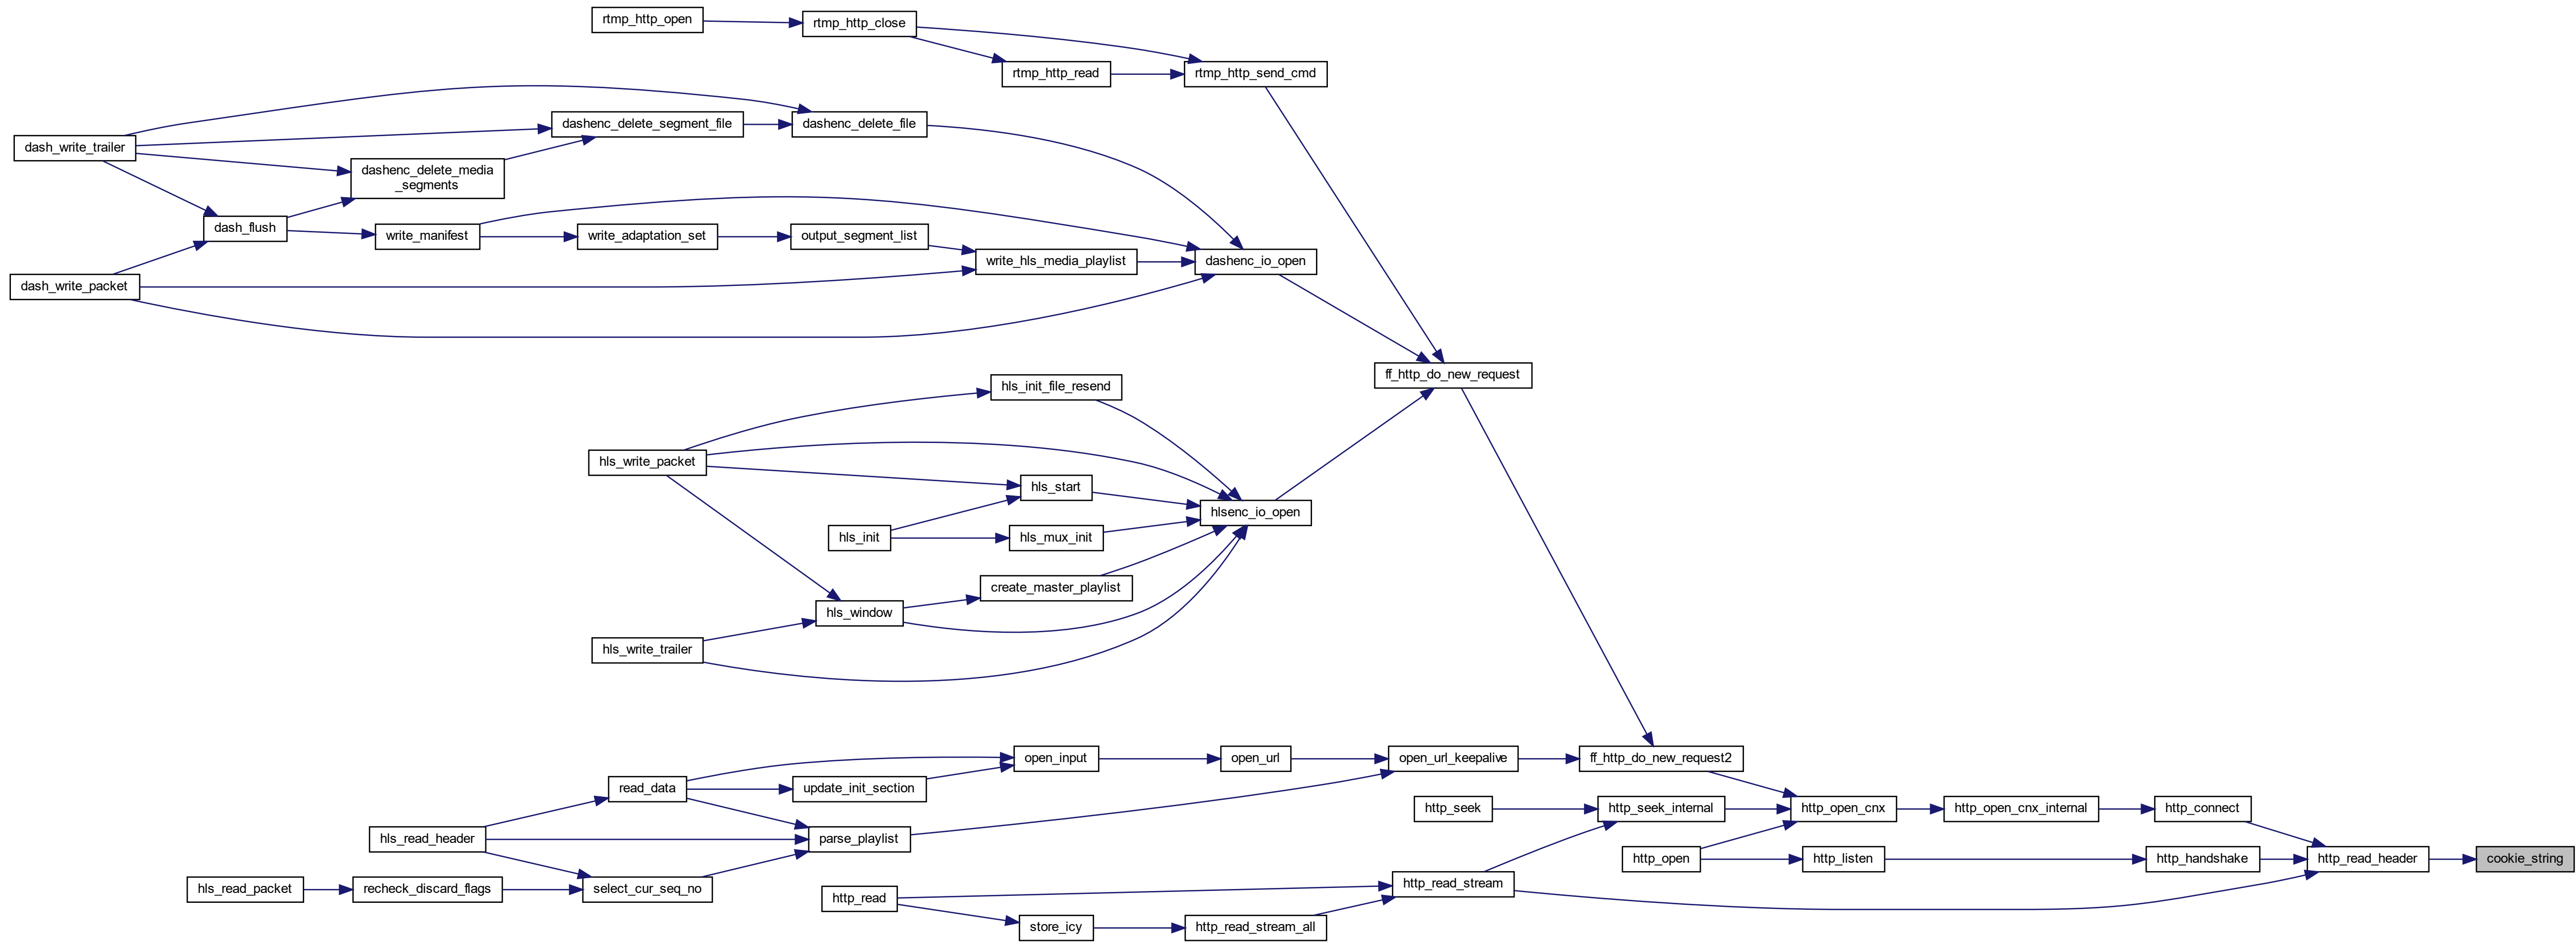 rtmp_http_open
rtmp_http_close
rtmp_http_read
rtmp_http_send_cmd
dashenc_delete_segment_file
dashenc_delete_file
dash_write_trailer
dashenc_delete_media
_segments
dash_flush
write_manifest
write_adaptation_set
output_segment_list
write_hls_media_playlist
dashenc_io_open
dash_write_packet
ff_http_do_new_request
hls_init_file_resend
hls_write_packet
hls_start
hlsenc_io_open
hls_init
hls_mux_init
create_master_playlist
hls_window
hls_write_trailer
open_input
open_url
open_url_keepalive
ff_http_do_new_request2
read_data
update_init_section
http_seek
http_seek_internal
http_open_cnx
http_open_cnx_internal
http_connect
hls_read_header
parse_playlist
http_open
http_listen
http_handshake
http_read_header
cookie_string
hls_read_packet
recheck_discard_flags
select_cur_seq_no
http_read
http_read_stream
store_icy
http_read_stream_all